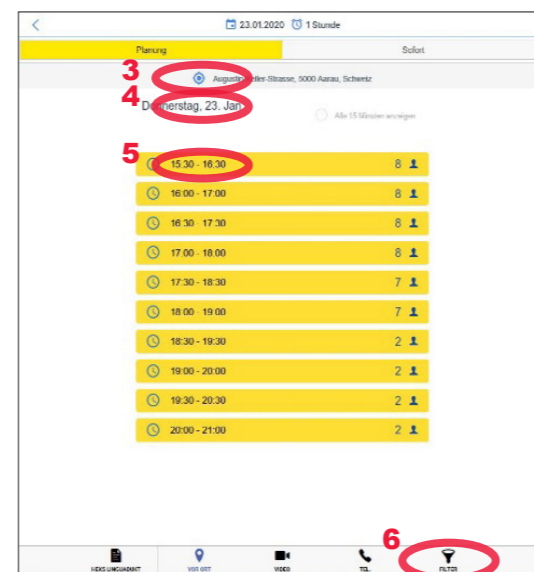 23.01.2020 1 Stunde
Planung Sofort
3
Augustin-Keller-Strasse, 5000 Aarau, Schweiz
4
Donnerstag, 23. Jan
Alle 15 Minuten anzeigen
5
15:30 - 16:30 8
16:00 - 17:00 8
16:30 - 17:30 8
17:00 - 18:00 8
17:30 - 18:30 7
18:00 - 19:00 7
18:30 - 19:30 2
19:00 - 20:00 2
19:30 - 20:30 2
20:00 - 21:00 2
6
HEKS LINGUADUKT VOR ORT VIDEO TEL. FILTER